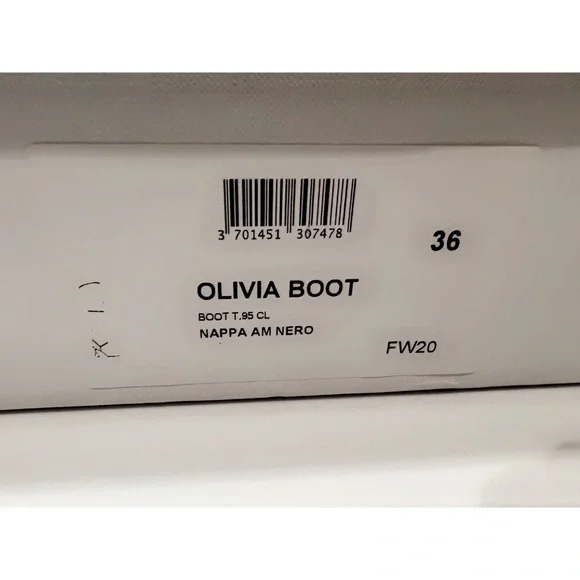 3 701451 307478
36
OLIVIA BOOT
BOOT T.95 CL
NAPPA AM NERO
FW20